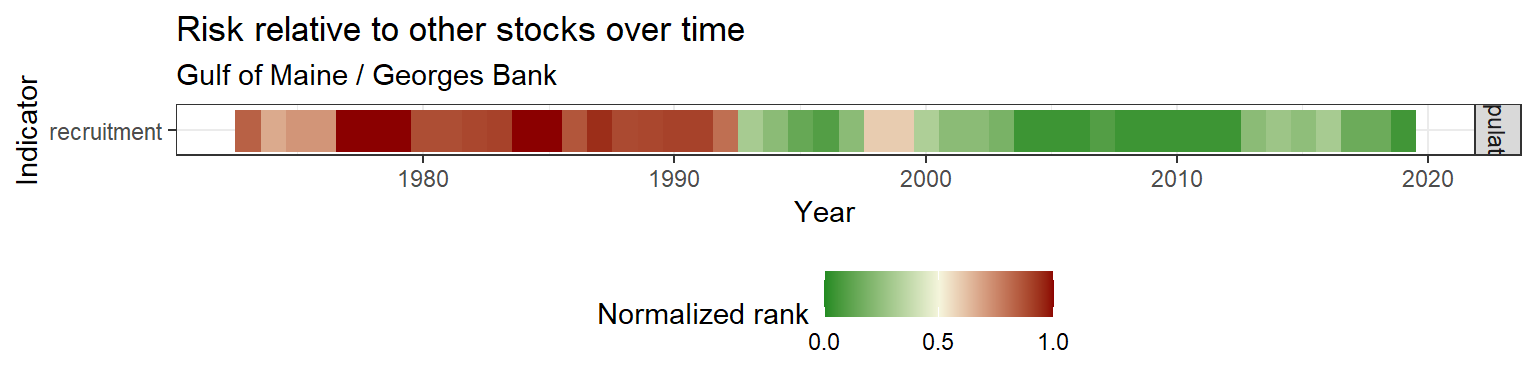 Risk relative to other stocks over time
Gulf of Maine / Georges Bank
Indicator
recruitment
pulat
1980 1990 2000 2010 2020
Year
Normalized rank
0.0 0.5 1.0